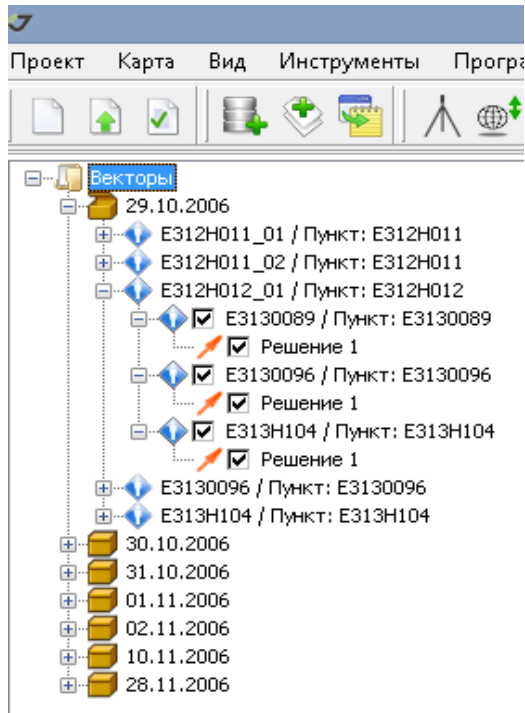 Проект Карта Вид Инструменты Програ
Векторы
29.10.2006
E312H011_01 / Пункт: E312H011
E312H011_02 / Пункт: E312H011
E312H012_01 / Пункт: E312H012
E3130089 / Пункт: E3130089
Решение 1
E3130096 / Пункт: E3130096
Решение 1
E313H104 / Пункт: E313H104
Решение 1
E3130096 / Пункт: E3130096
E313H104 / Пункт: E313H104
30.10.2006
31.10.2006
01.11.2006
02.11.2006
10.11.2006
28.11.2006